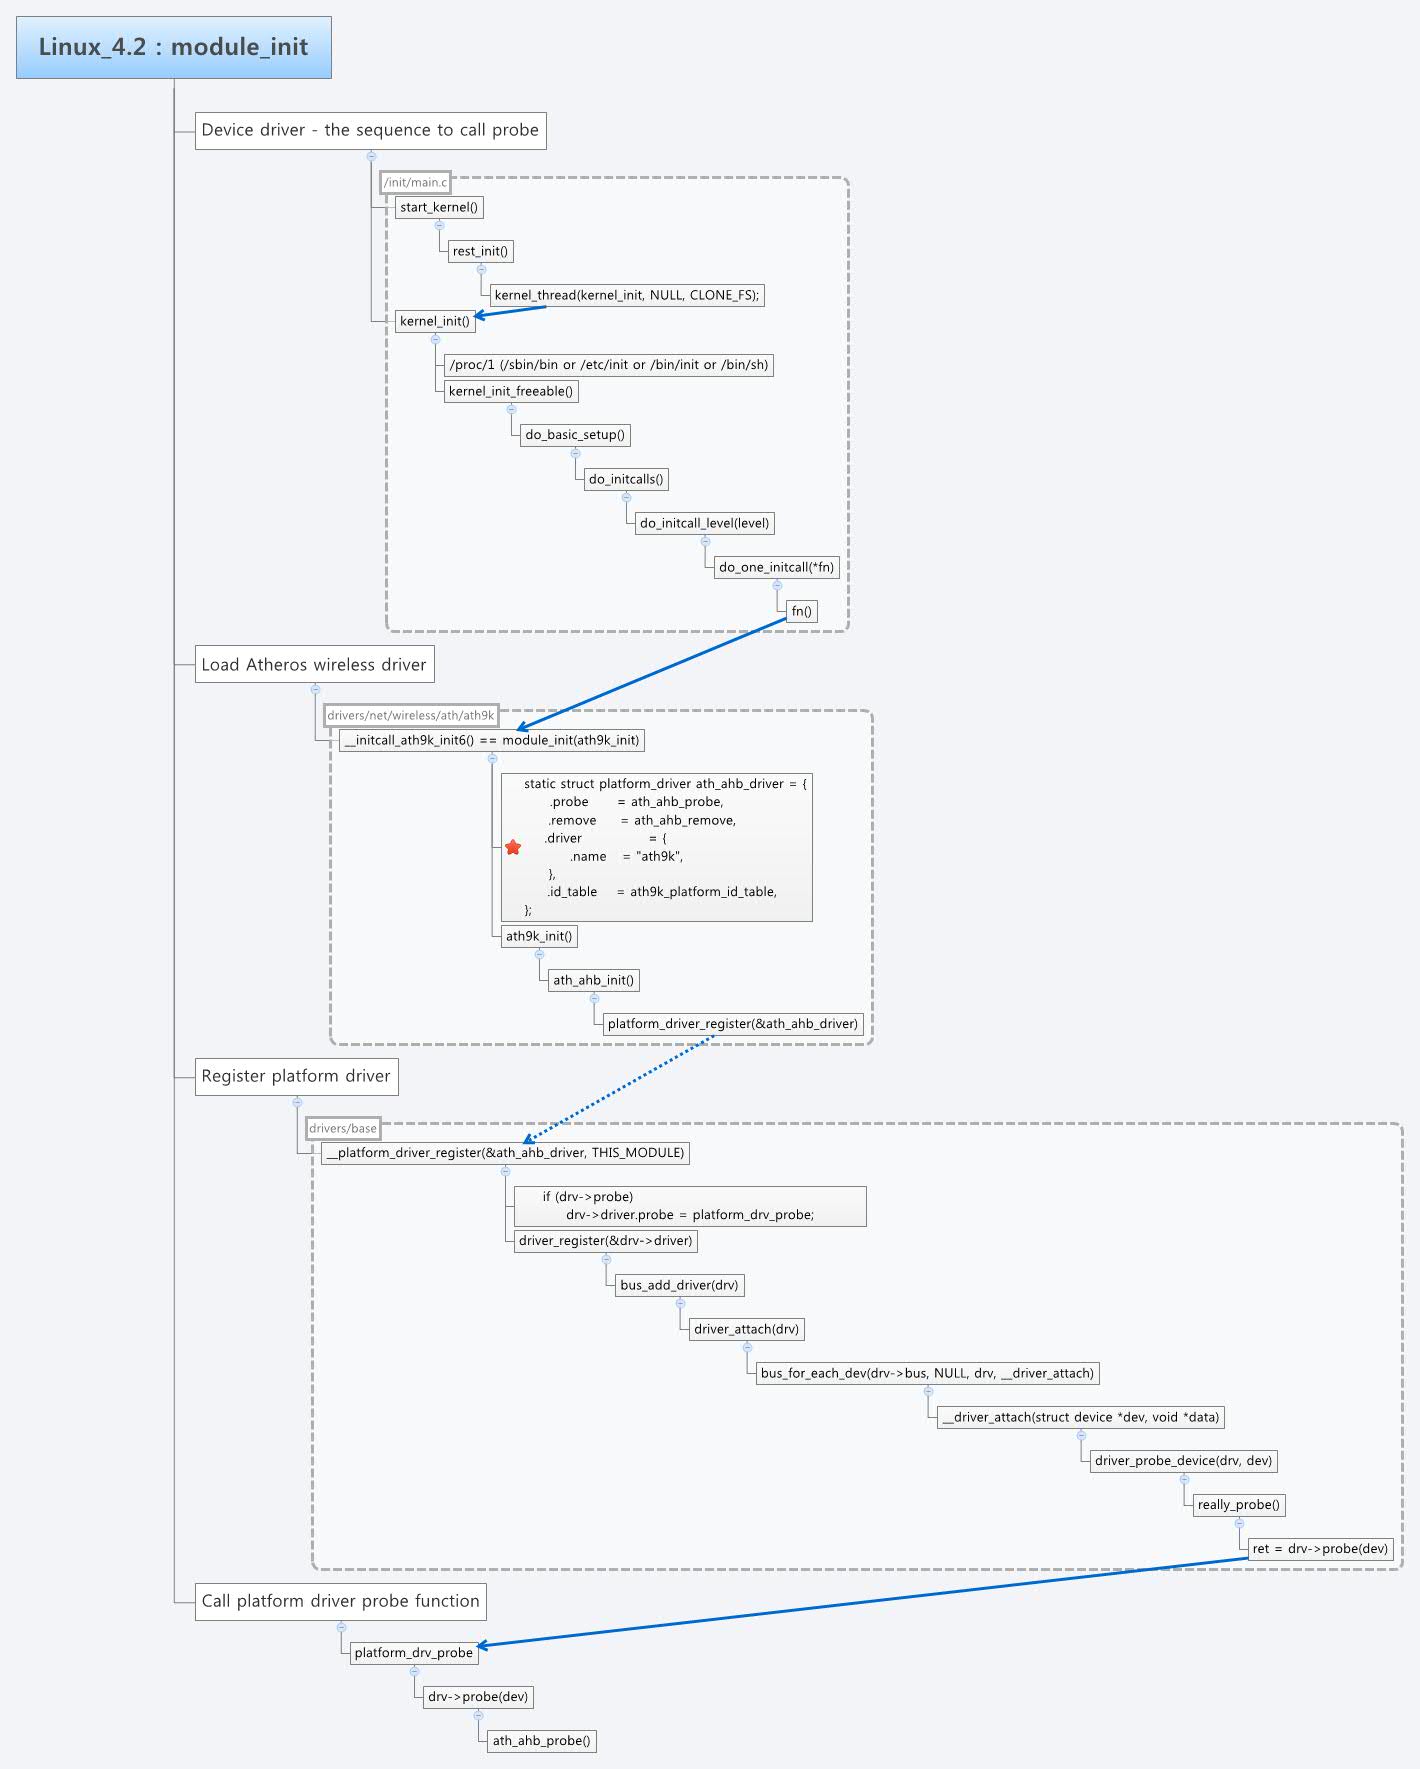 Linux_4.2 : module_init
Device driver - the sequence to call probe
/init/main.c
start_kernel()
rest_init()
kernel_thread(kernel_init, NULL, CLONE_FS);
kernel_init()
/proc/1 (/sbin/bin or /etc/init or /bin/init or /bin/sh)
kernel_init_freeable()
do_basic_setup()
do_initcalls()
do_initcall_level(level)
do_one_initcall(*fn)
fn()
Load Atheros wireless driver
drivers/net/wireless/ath/ath9k
__initcall_ath9k_init6() == module_init(ath9k_init)
static struct platform_driver ath_ahb_driver = {
.probe = ath_ahb_probe,
.remove = ath_ahb_remove,
.driver = {
.name = "ath9k",
},
.id_table = ath9k_platform_id_table,
};
ath9k_init()
ath_ahb_init()
platform_driver_register(&ath_ahb_driver)
Register platform driver
drivers/base
__platform_driver_register(&ath_ahb_driver, THIS_MODULE)
if (drv->probe)
drv->driver.probe = platform_drv_probe;
driver_register(&drv->driver)
bus_add_driver(drv)
driver_attach(drv)
bus_for_each_dev(drv->bus, NULL, drv, __driver_attach)
__driver_attach(struct device *dev, void *data)
driver_probe_device(drv, dev)
really_probe()
ret = drv->probe(dev)
Call platform driver probe function
platform_drv_probe
drv->probe(dev)
ath_ahb_probe()